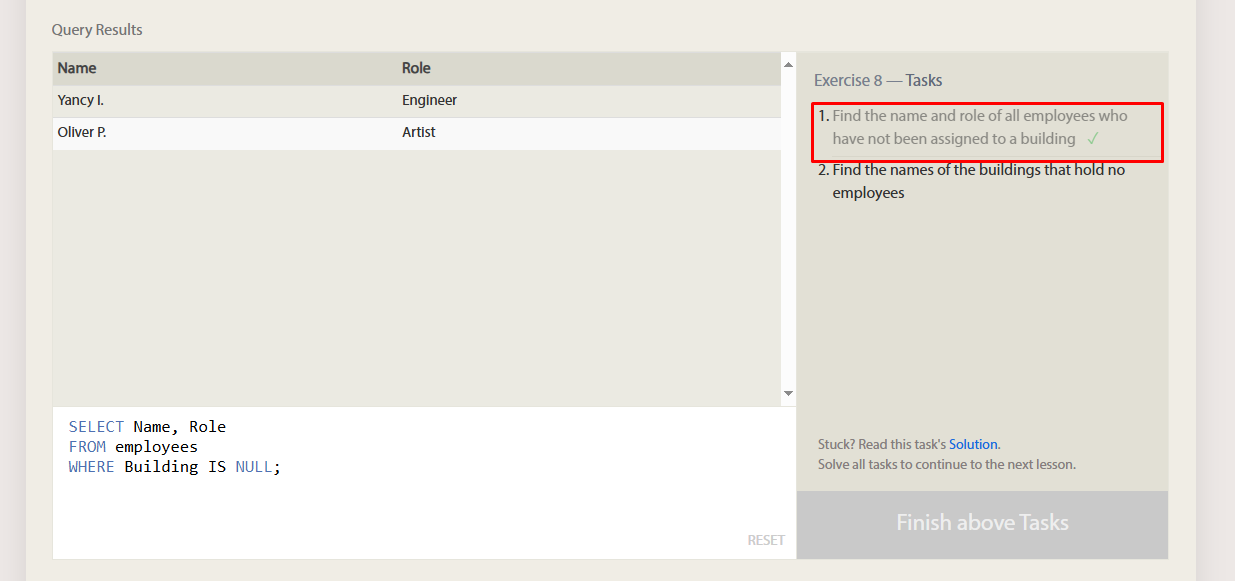 Query Results
Name Role
Yancy I. Engineer
Oliver P. Artist
SELECT Name, Role
FROM employees
WHERE Building IS NULL;
RESET
Exercise 8 — Tasks
1. Find the name and role of all employees who
have not been assigned to a building ✓
2. Find the names of the buildings that hold no
employees
Stuck? Read this task's Solution.
Solve all tasks to continue to the next lesson.
Finish above Tasks